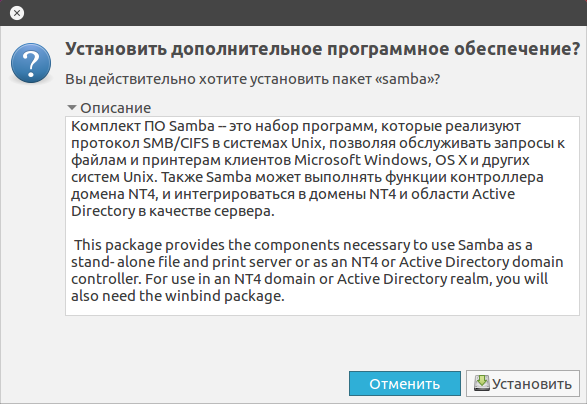 Установить дополнительное программное обеспечение?
Вы действительно хотите установить пакет «samba»?
Описание
Комплект ПО Samba -- это набор программ, которые реализуют
протокол SMB/CIFS в системах Unix, позволяя обслуживать запросы к
файлам и принтерам клиентов Microsoft Windows, OS X и других
систем Unix. Также Samba может выполнять функции контроллера
домена NT4, и интегрироваться в домены NT4 и области Active
Directory в качестве сервера.
This package provides the components necessary to use Samba as a
stand-alone file and print server or as an NT4 or Active Directory domain
controller. For use in an NT4 domain or Active Directory realm, you will
also need the winbind package.
Отменить
Установить